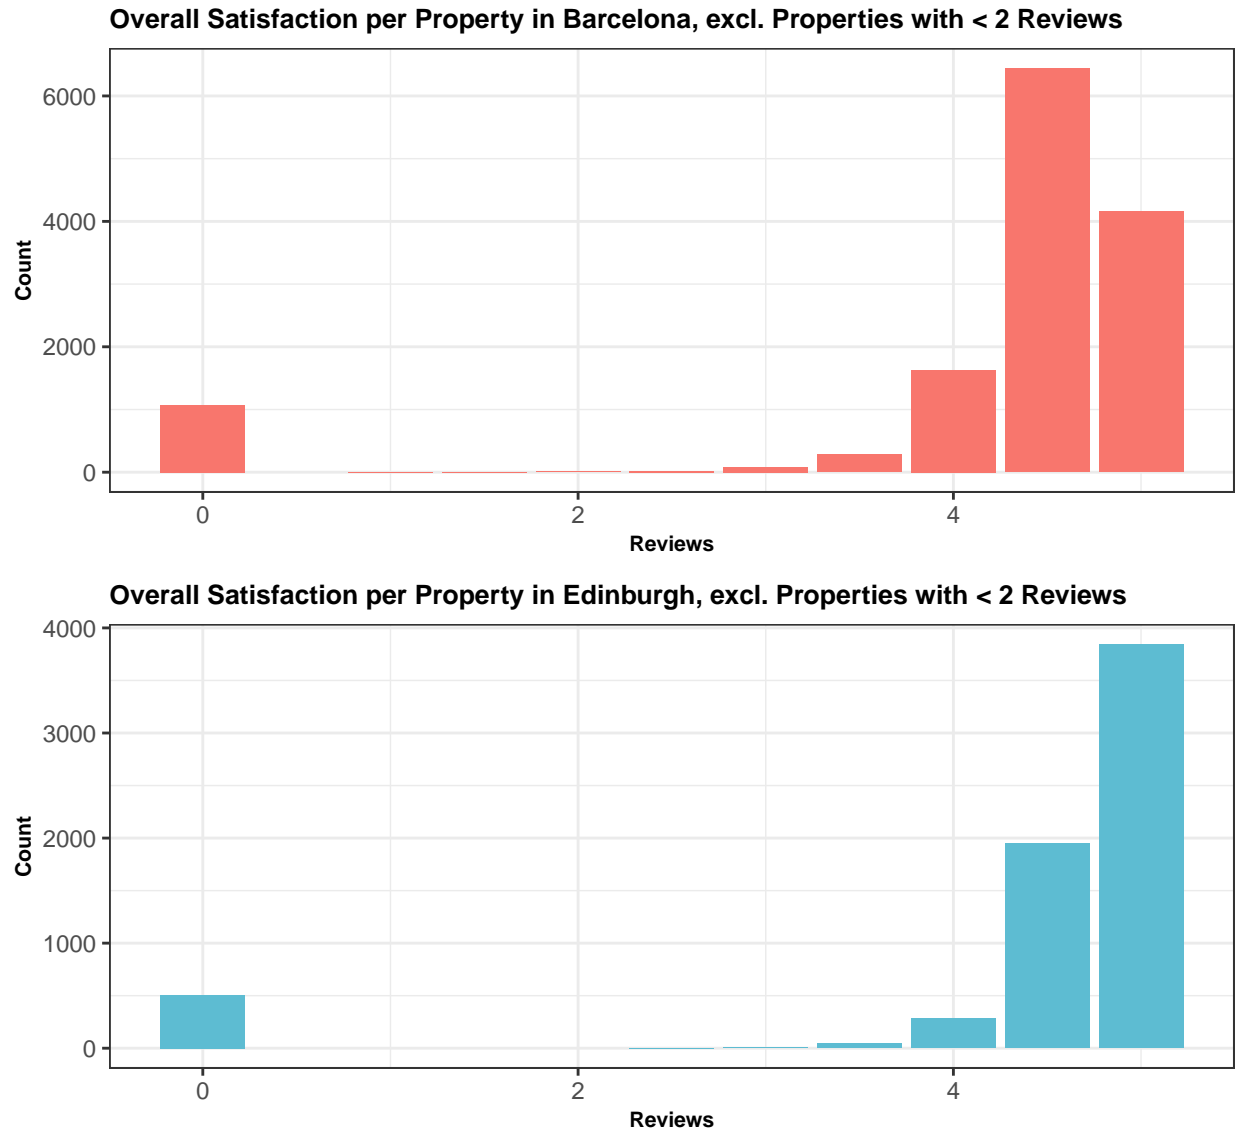 Overall Satisfaction per Property in Barcelona, excl. Properties with < 2 Reviews
6000
4000
2000
0
Count
0 2 4
Reviews
Overall Satisfaction per Property in Edinburgh, excl. Properties with < 2 Reviews
4000
3000
2000
1000
0
Count
0 2 4
Reviews